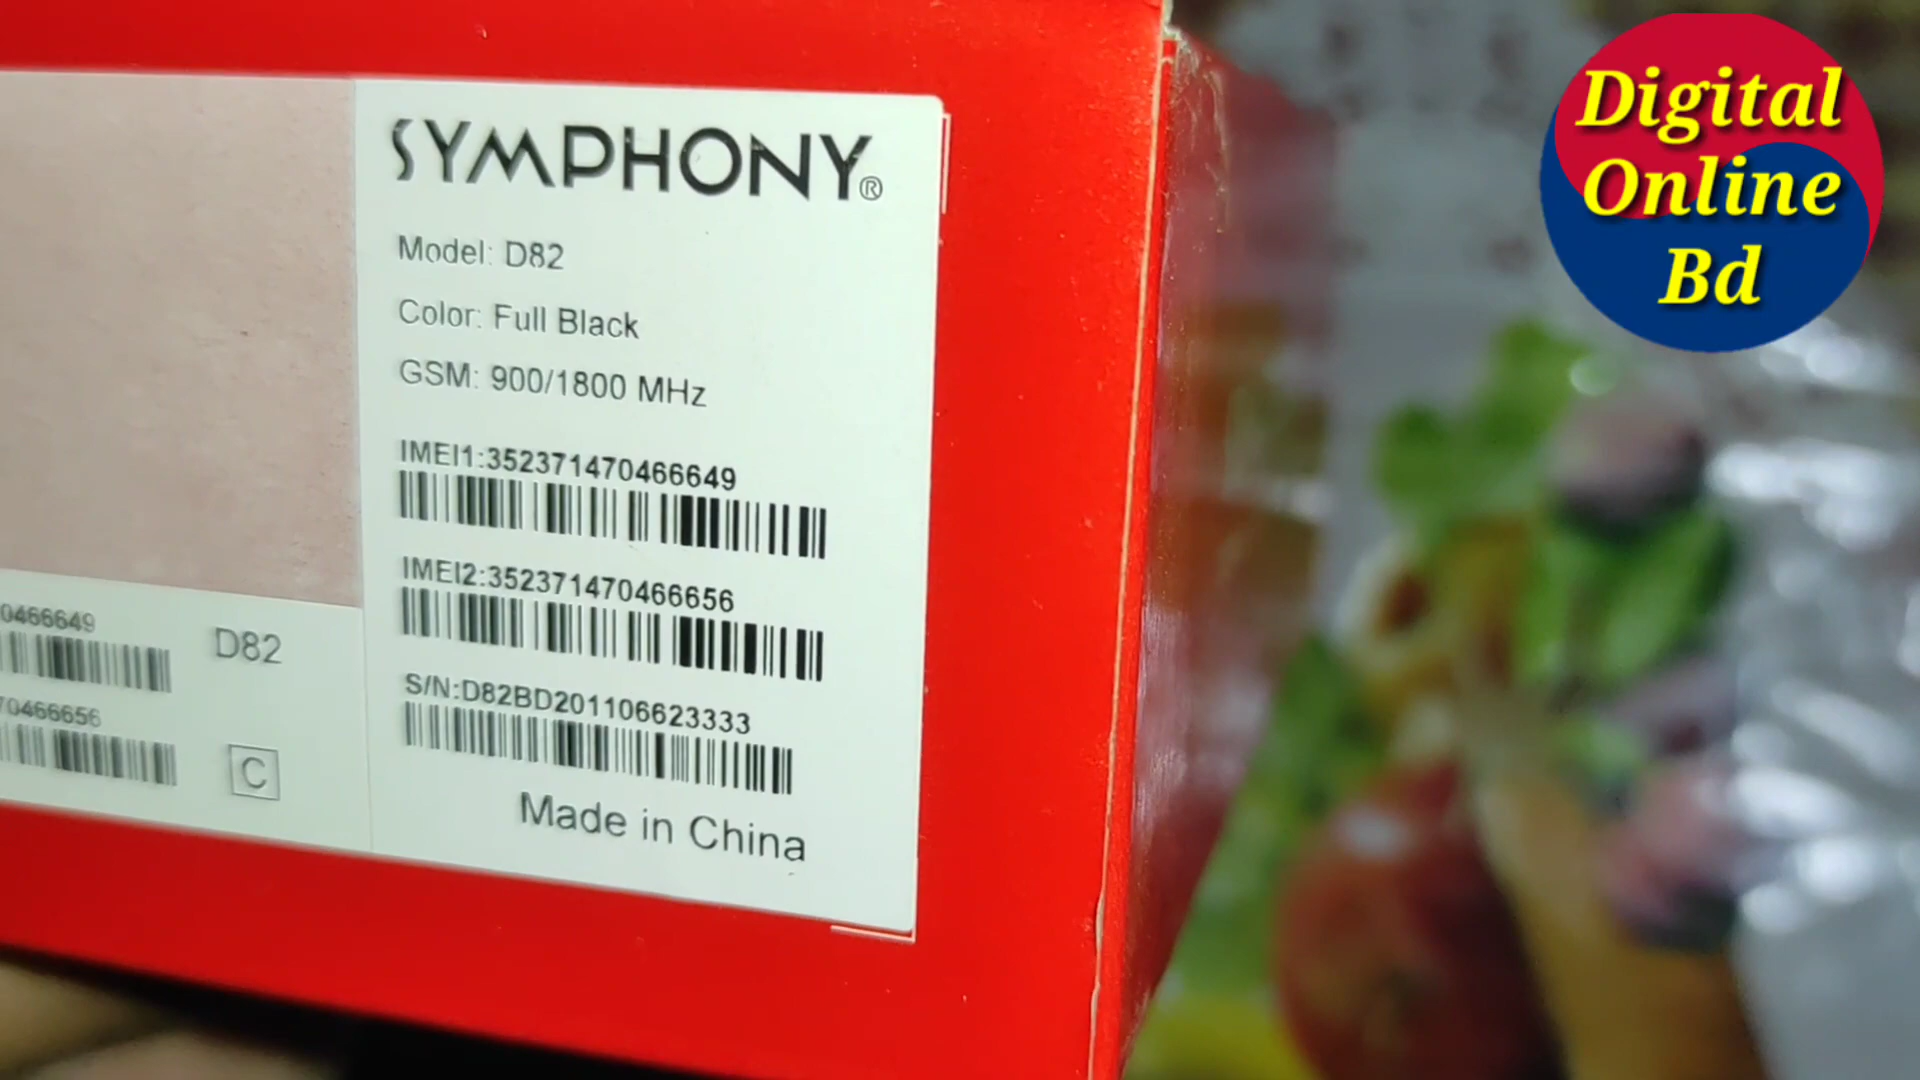 SYMPHONY®
Model: D82
Color: Full Black
GSM: 900/1800 MHz
IMEI1:352371470466649
IMEI2:352371470466656
S/N:D82BD201106623333
Made in China
0466649
D82
70466656
C
Digital
Online
Bd